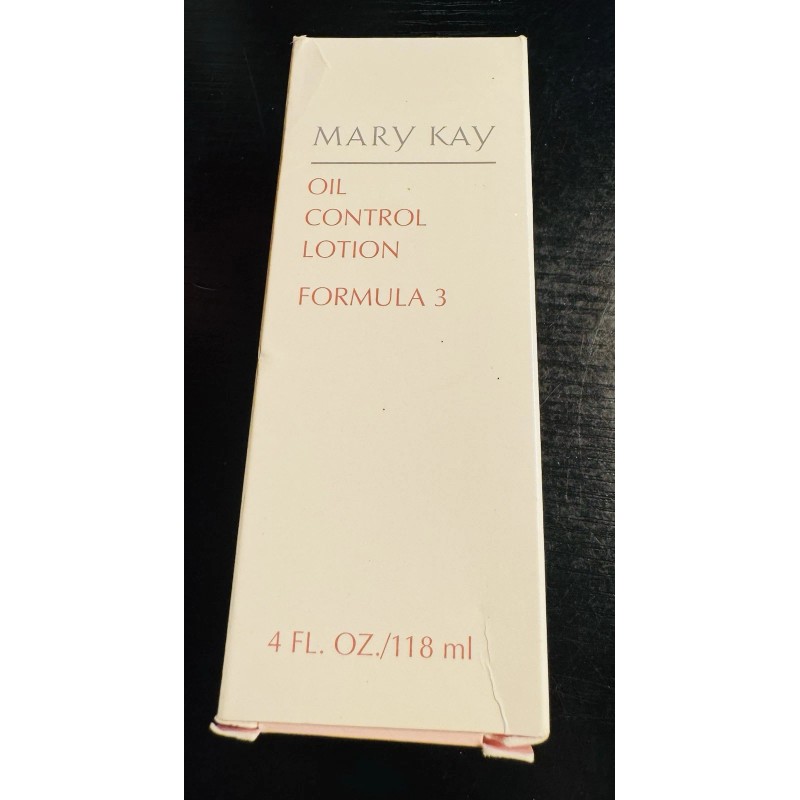 MARY KAY
OIL
CONTROL
LOTION
FORMULA 3
4 FL. OZ./118 ml